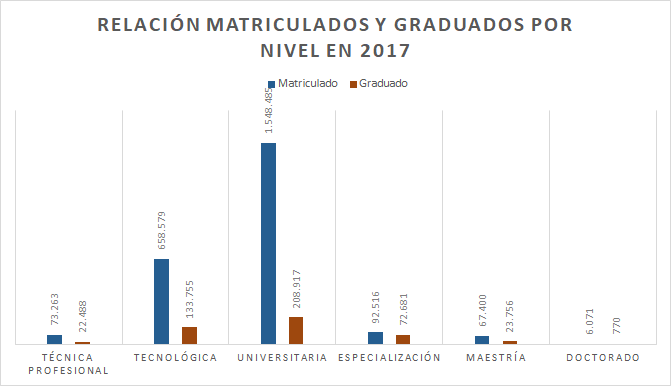 RELACIÓN MATRICULADOS Y GRADUADOS POR
NIVEL EN 2017
Matriculado Graduado
73.263
22.488
658.579
133.755
1.548.485
208.917
92.516
72.681
67.400
23.756
6.071
770
TÉCNICA
PROFESIONAL
TECNOLÓGICA
UNIVERSITARIA
ESPECIALIZACIÓN
MAESTRÍA
DOCTORADO